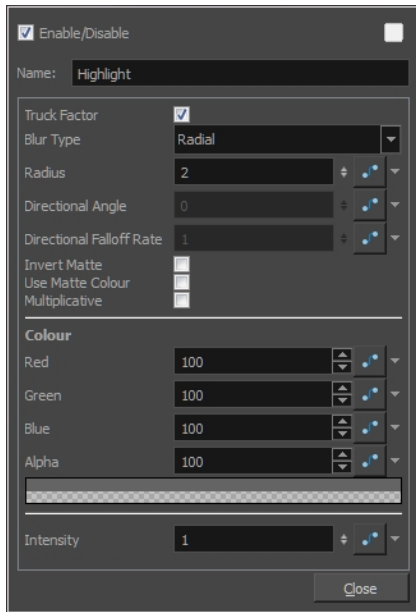 Enable/Disable
Name: Highlight
Truck Factor
Blur Type Radial
Radius 2
Directional Angle 0
Directional Falloff Rate 1
Invert Matte
Use Matte Colour
Multiplicative
Colour
Red 100
Green 100
Blue 100
Alpha 100
Intensity 1
Close